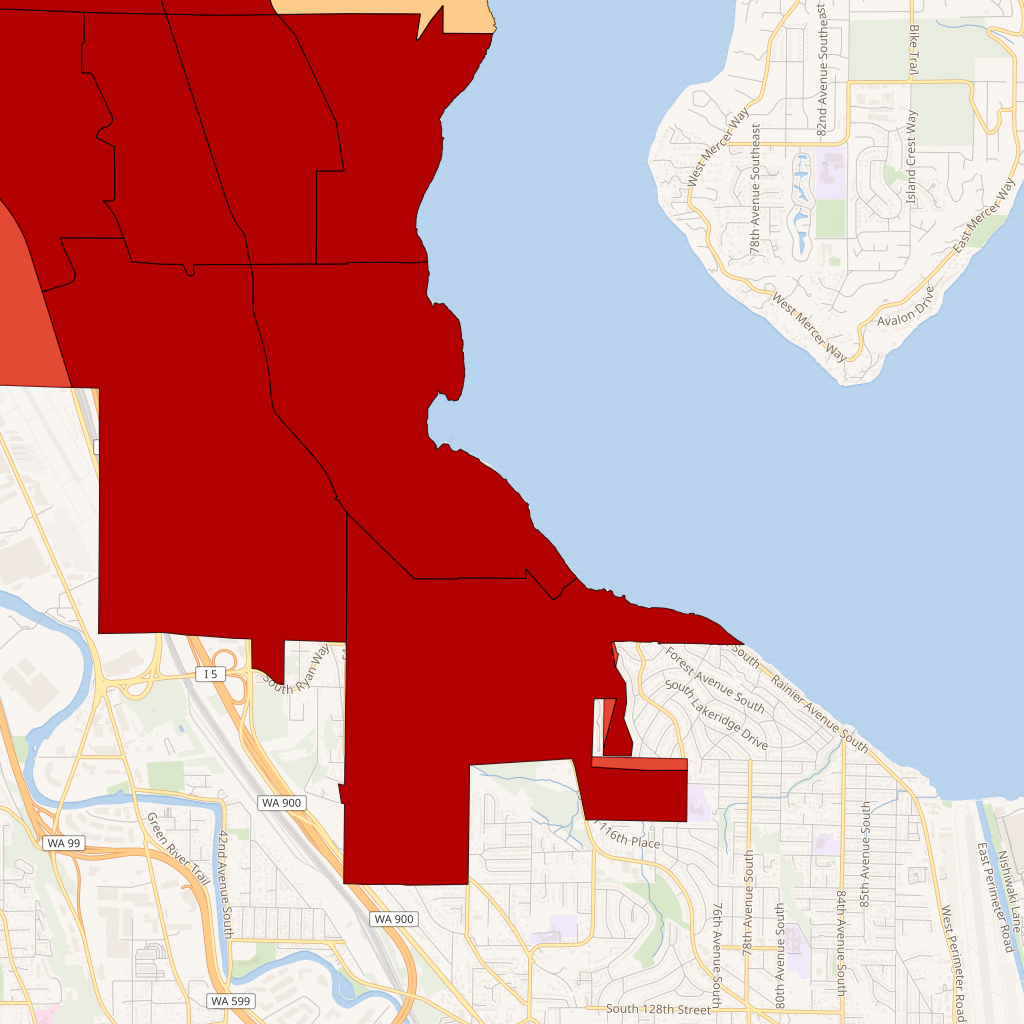 Bike Trail
82nd Avenue Southeast
West Mercer Way
Island Crest Way
78th Avenue Southeast
East Mercer Way
West Mercer Way
Avalon Drive
I 5
South Ryan Way
South
Rainier Avenue South
Forest Avenue South
South Lakeridge Drive
WA 900
WA 99
Green River Trail
42nd Avenue South
116th Place
85th Avenue South
78th Avenue South
84th Avenue South
76th Avenue South
80th Avenue South
East Perimeter Road
Nishiwaki Lane
West Perimeter Road
WA 900
WA 599
South 128th Street